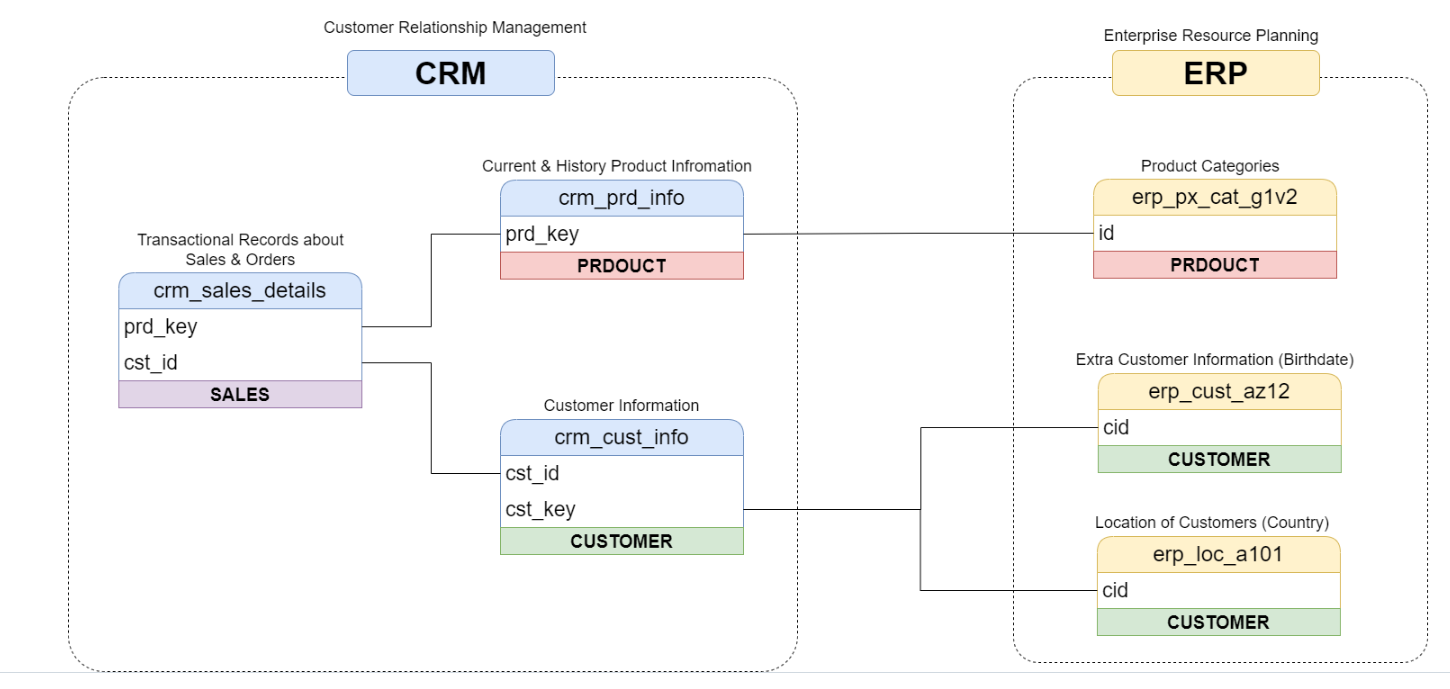 Customer Relationship Management
CRM
Enterprise Resource Planning
ERP
Current & History Product Infromation
crm_prd_info
prd_key
PRDOUCT
Product Categories
erp_px_cat_g1v2
id
PRDOUCT
Transactional Records about
Sales & Orders
crm_sales_details
prd_key
cst_id
SALES
Customer Information
crm_cust_info
cst_id
cst_key
CUSTOMER
Extra Customer Information (Birthdate)
erp_cust_az12
cid
CUSTOMER
Location of Customers (Country)
erp_loc_a101
cid
CUSTOMER